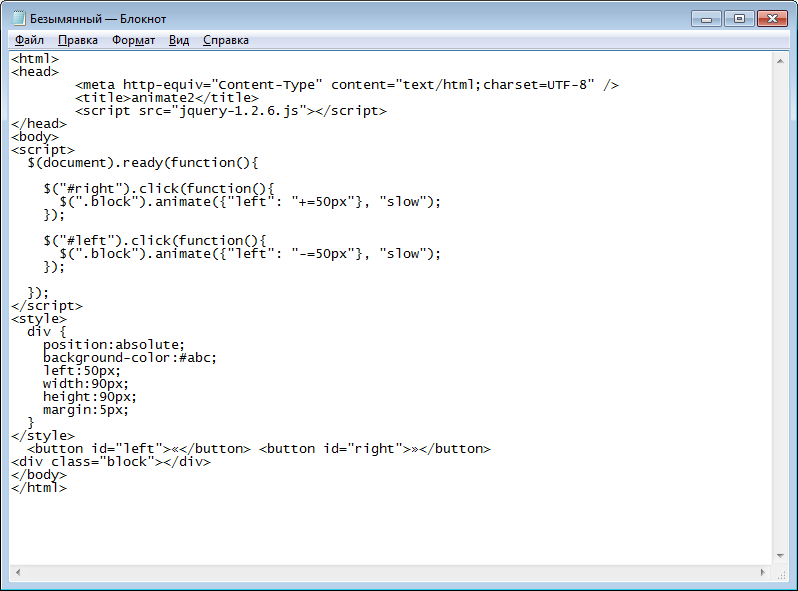 Безымянный — Блокнот
Файл Правка Формат Вид Справка
<html>
<head>
        <meta http-equiv="Content-Type" content="text/html;charset=UTF-8" />
        <title>animate2</title>
        <script src="jquery-1.2.6.js"></script>
</head>
<body>
<script>
  $(document).ready(function(){

    $("#right").click(function(){
      $(".block").animate({"left": "+=50px"}, "slow");
    });

    $("#left").click(function(){
      $(".block").animate({"left": "-=50px"}, "slow");
    });

  });
</script>
<style>
  div {
    position:absolute;
    background-color:#abc;
    left:50px;
    width:90px;
    height:90px;
    margin:5px;
  }
</style>
  <button id="left">«</button> <button id="right">»</button>
<div class="block"></div>
</body>
</html>